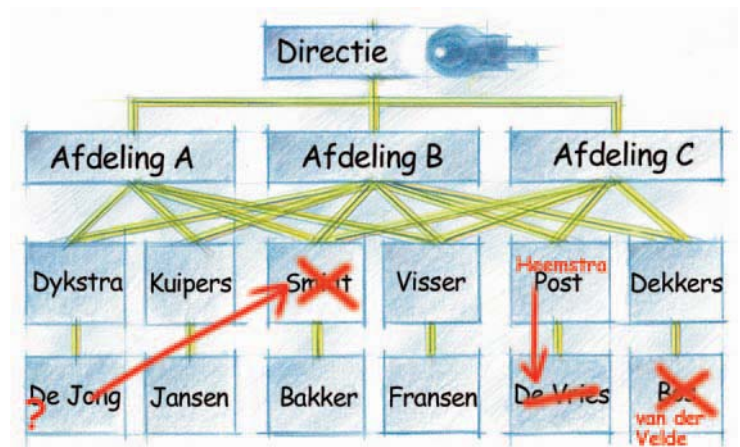 Directie
Afdeling A
Afdeling B
Afdeling C
Dykstra
Kuipers
Visser
Heemstra
Post
Dekkers
De Jong
?
Jansen
Bakker
Fransen
De Vries
Bos
van der
Velde